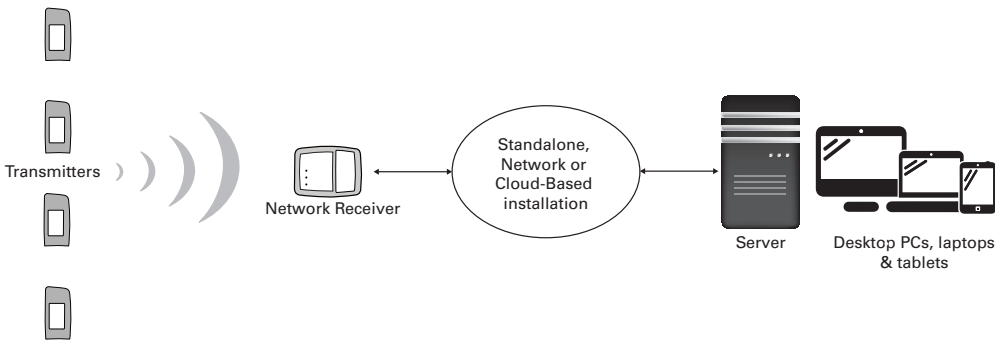 Transmitters
Network Receiver
Standalone,
Network or
Cloud-Based
installation
Server
Desktop PCs, laptops
& tablets